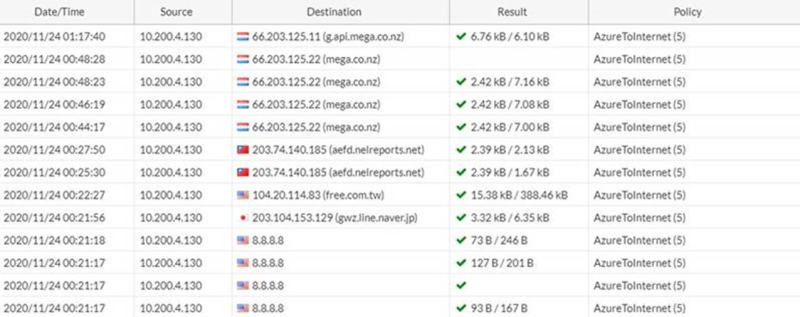 Date/Time Source Destination Result Policy
2020/11/24 01:17:40 10.200.4.130 66.203.125.11 (g.api.mega.co.nz) 6.76 kB / 6.10 kB AzureToInternet (5)
2020/11/24 00:48:28 10.200.4.130 66.203.125.22 (mega.co.nz) AzureToInternet (5)
2020/11/24 00:48:23 10.200.4.130 66.203.125.22 (mega.co.nz) 2.42 kB / 7.16 kB AzureToInternet (5)
2020/11/24 00:46:19 10.200.4.130 66.203.125.22 (mega.co.nz) 2.42 kB / 7.08 kB AzureToInternet (5)
2020/11/24 00:44:17 10.200.4.130 66.203.125.22 (mega.co.nz) 2.42 kB / 7.00 kB AzureToInternet (5)
2020/11/24 00:27:50 10.200.4.130 203.74.140.185 (aefd.nelreports.net) 2.39 kB / 2.13 kB AzureToInternet (5)
2020/11/24 00:25:30 10.200.4.130 203.74.140.185 (aefd.nelreports.net) 2.39 kB / 1.67 kB AzureToInternet (5)
2020/11/24 00:22:27 10.200.4.130 104.20.114.83 (free.com.tw) 15.38 kB / 388.46 kB AzureToInternet (5)
2020/11/24 00:21:56 10.200.4.130 203.104.153.129 (gwz.line.naver.jp) 3.32 kB / 6.35 kB AzureToInternet (5)
2020/11/24 00:21:18 10.200.4.130 8.8.8.8 73 B / 246 B AzureToInternet (5)
2020/11/24 00:21:17 10.200.4.130 8.8.8.8 127 B / 201 B AzureToInternet (5)
2020/11/24 00:21:17 10.200.4.130 8.8.8.8 AzureToInternet (5)
2020/11/24 00:21:17 10.200.4.130 8.8.8.8 93 B / 167 B AzureToInternet (5)